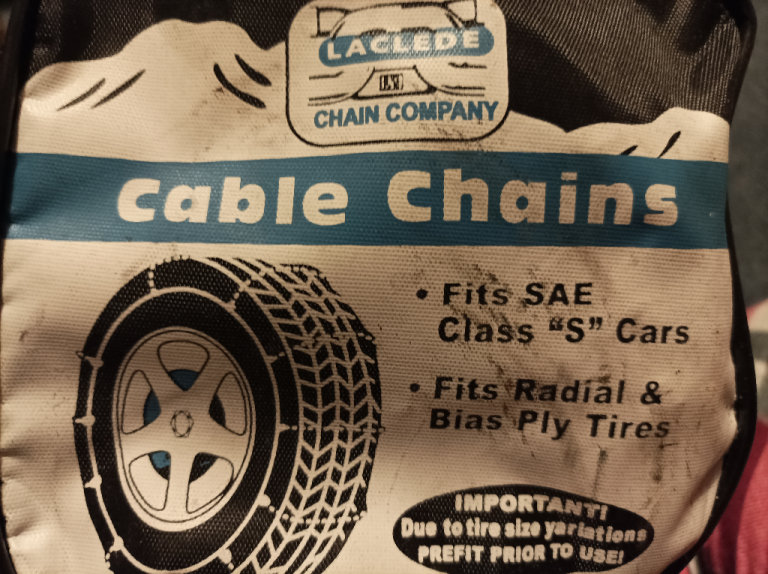 LACLEDE
CHAIN COMPANY
Cable Chains
• Fits SAE
Class "S" Cars
• Fits Radial &
Bias Ply Tires
IMPORTANT!
Due to tire size variations
PREFIT PRIOR TO USE!